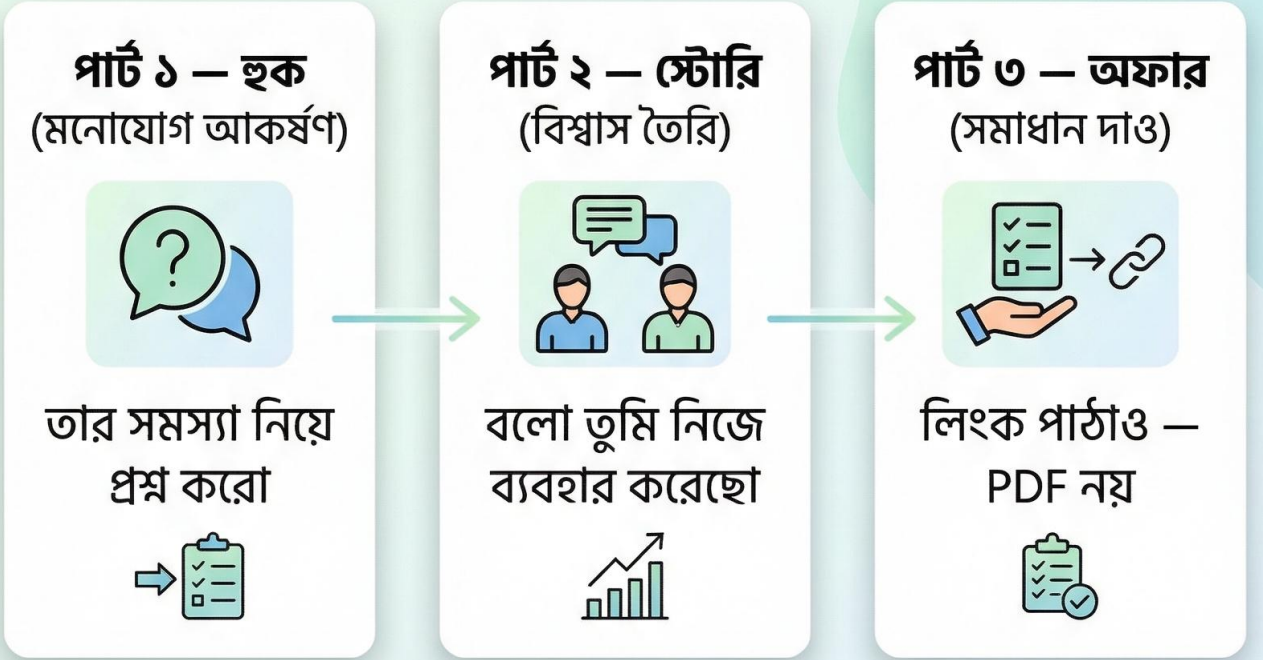 পার্ট ১ — হুক
(মনোযোগ আকর্ষণ)
তার সমস্যা নিয়ে
প্রশ্ন করো
পার্ট ২ — স্টোরি
(বিশ্বাস তৈরি)
বলো তুমি নিজে
ব্যবহার করেছো
পার্ট ৩ — অফার
(সমাধান দাও)
লিংক পাঠাও —
PDF নয়